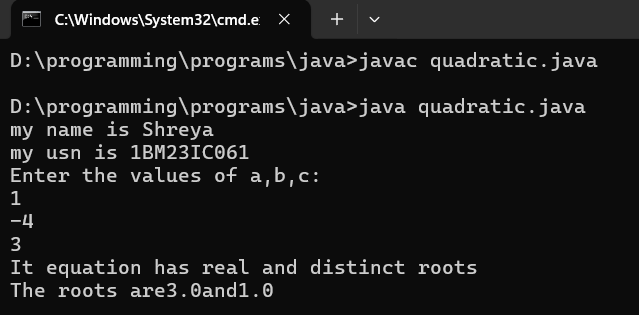 C:\Windows\System32\cmd.e
D:\programming\programs\java>javac quadratic.java
D:\programming\programs\java>java quadratic.java
my name is Shreya
my usn is 1BM23IC061
Enter the values of a,b,c:
1
-4
3
It equation has real and distinct roots
The roots are3.0and1.0